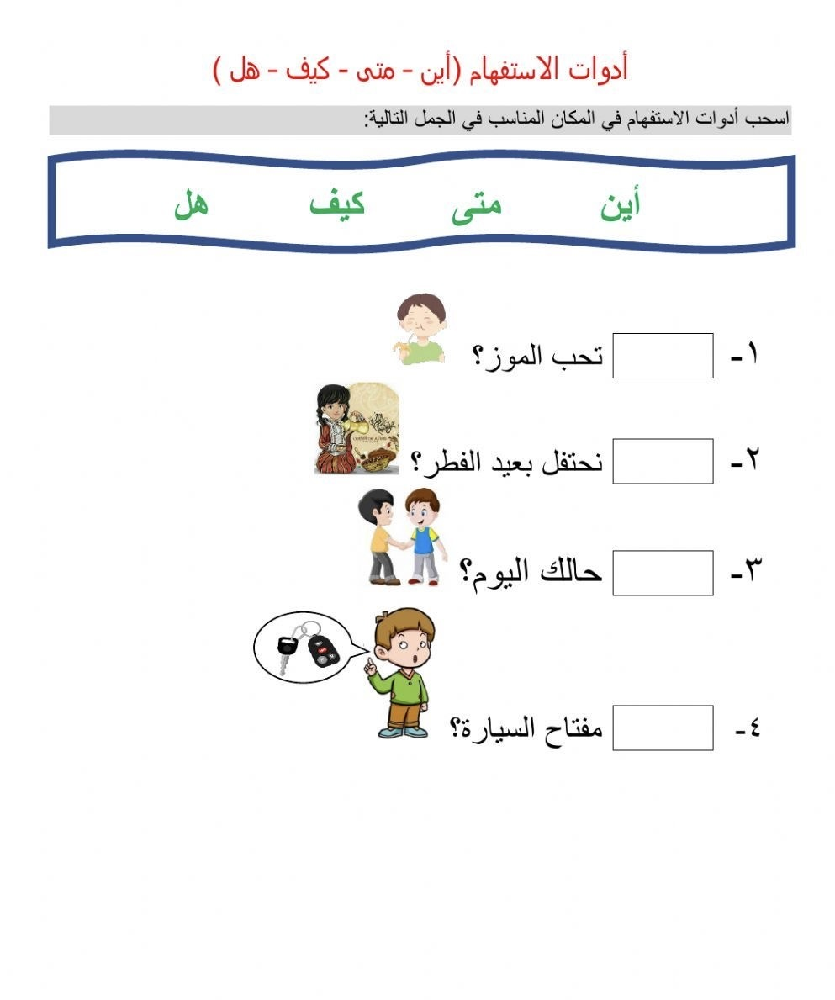 أدوات الاستفهام (أين – متى - كيف – هل )
اسحب أدوات الاستفهام في المكان المناسب في الجمل التالية:
أين متى كيف هل
١- تحب الموز؟
٢- نحتفل بعيد الفطر؟
٣- حالك اليوم؟
٤- مفتاح السيارة؟